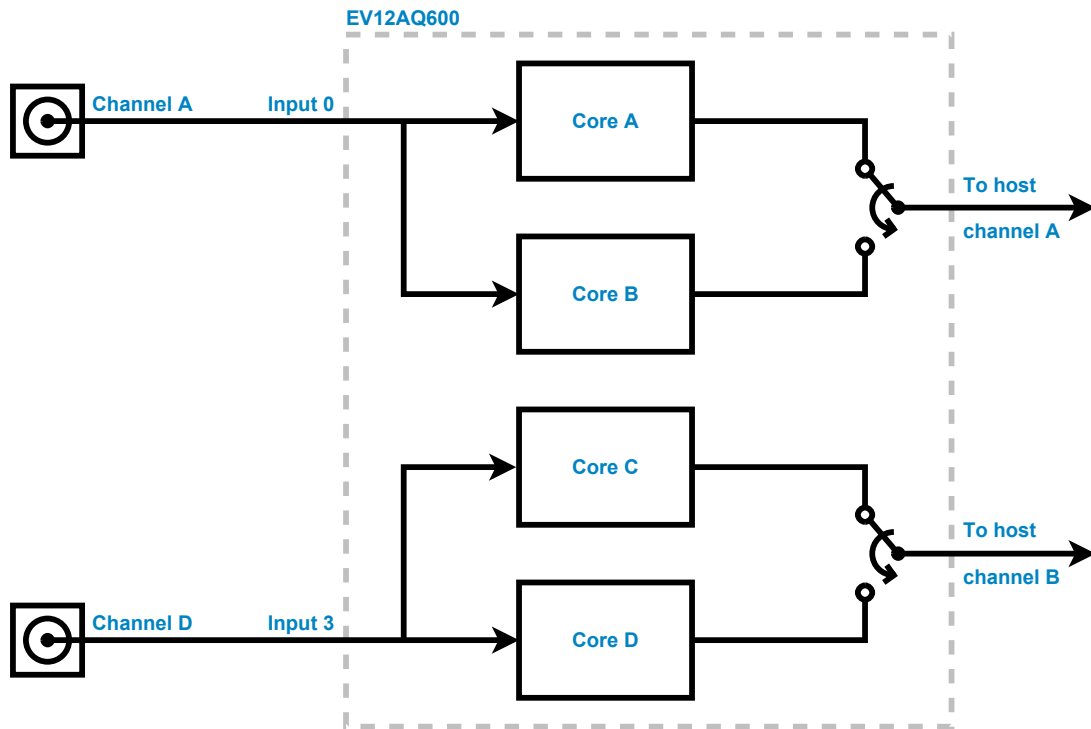 EV12AQ600
Channel A
Input 0
Core A
To host
channel A
Core B
Core C
To host
channel B
Channel D
Input 3
Core D